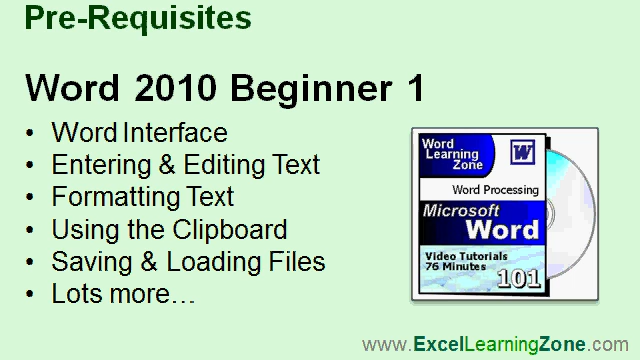 Pre-Requisites
Word 2010 Beginner 1
• Word Interface
• Entering & Editing Text
• Formatting Text
• Using the Clipboard
• Saving & Loading Files
• Lots more…
Word
Learning
Zone
W
Word Processing
Microsoft
Word
Video Tutorials
76 Minutes
101
www.ExcelLearningZone.com